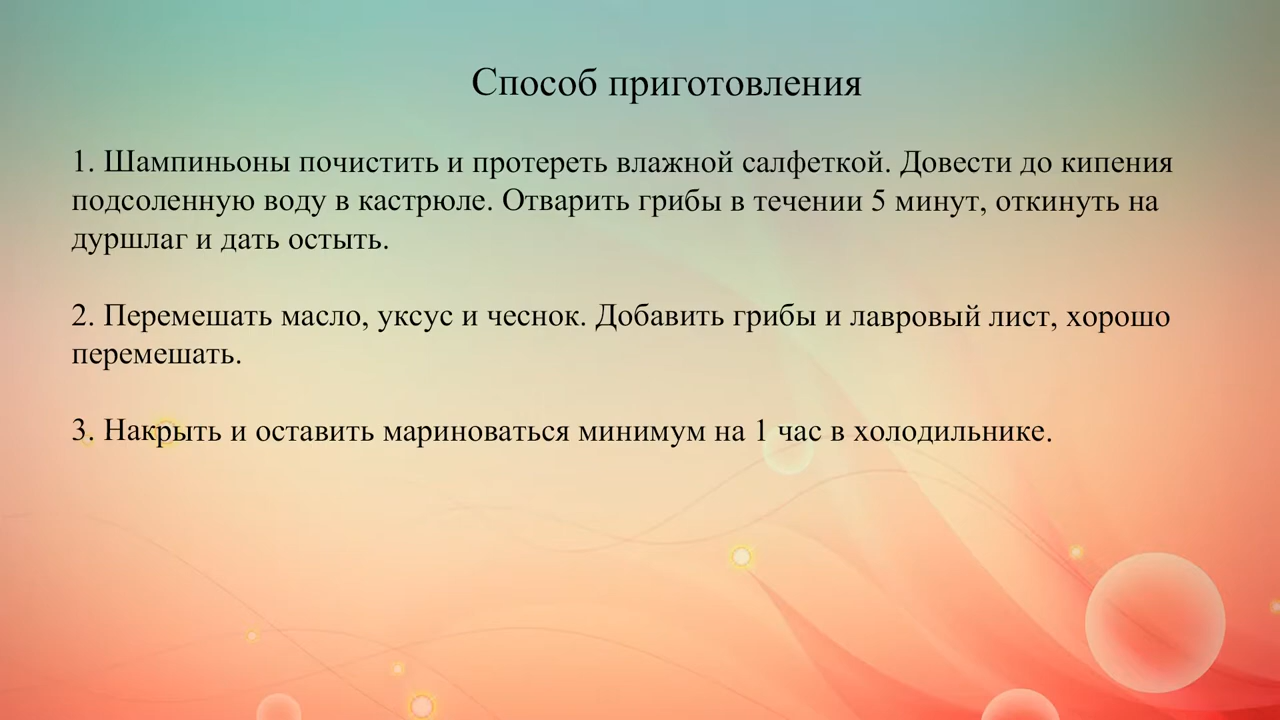 Способ приготовления
1. Шампиньоны почистить и протереть влажной салфеткой. Довести до кипения
подсоленную воду в кастрюле. Отварить грибы в течении 5 минут, откинуть на
дуршлаг и дать остыть.
2. Перемешать масло, уксус и чеснок. Добавить грибы и лавровый лист, хорошо
перемешать.
3. Накрыть и оставить мариноваться минимум на 1 час в холодильнике.